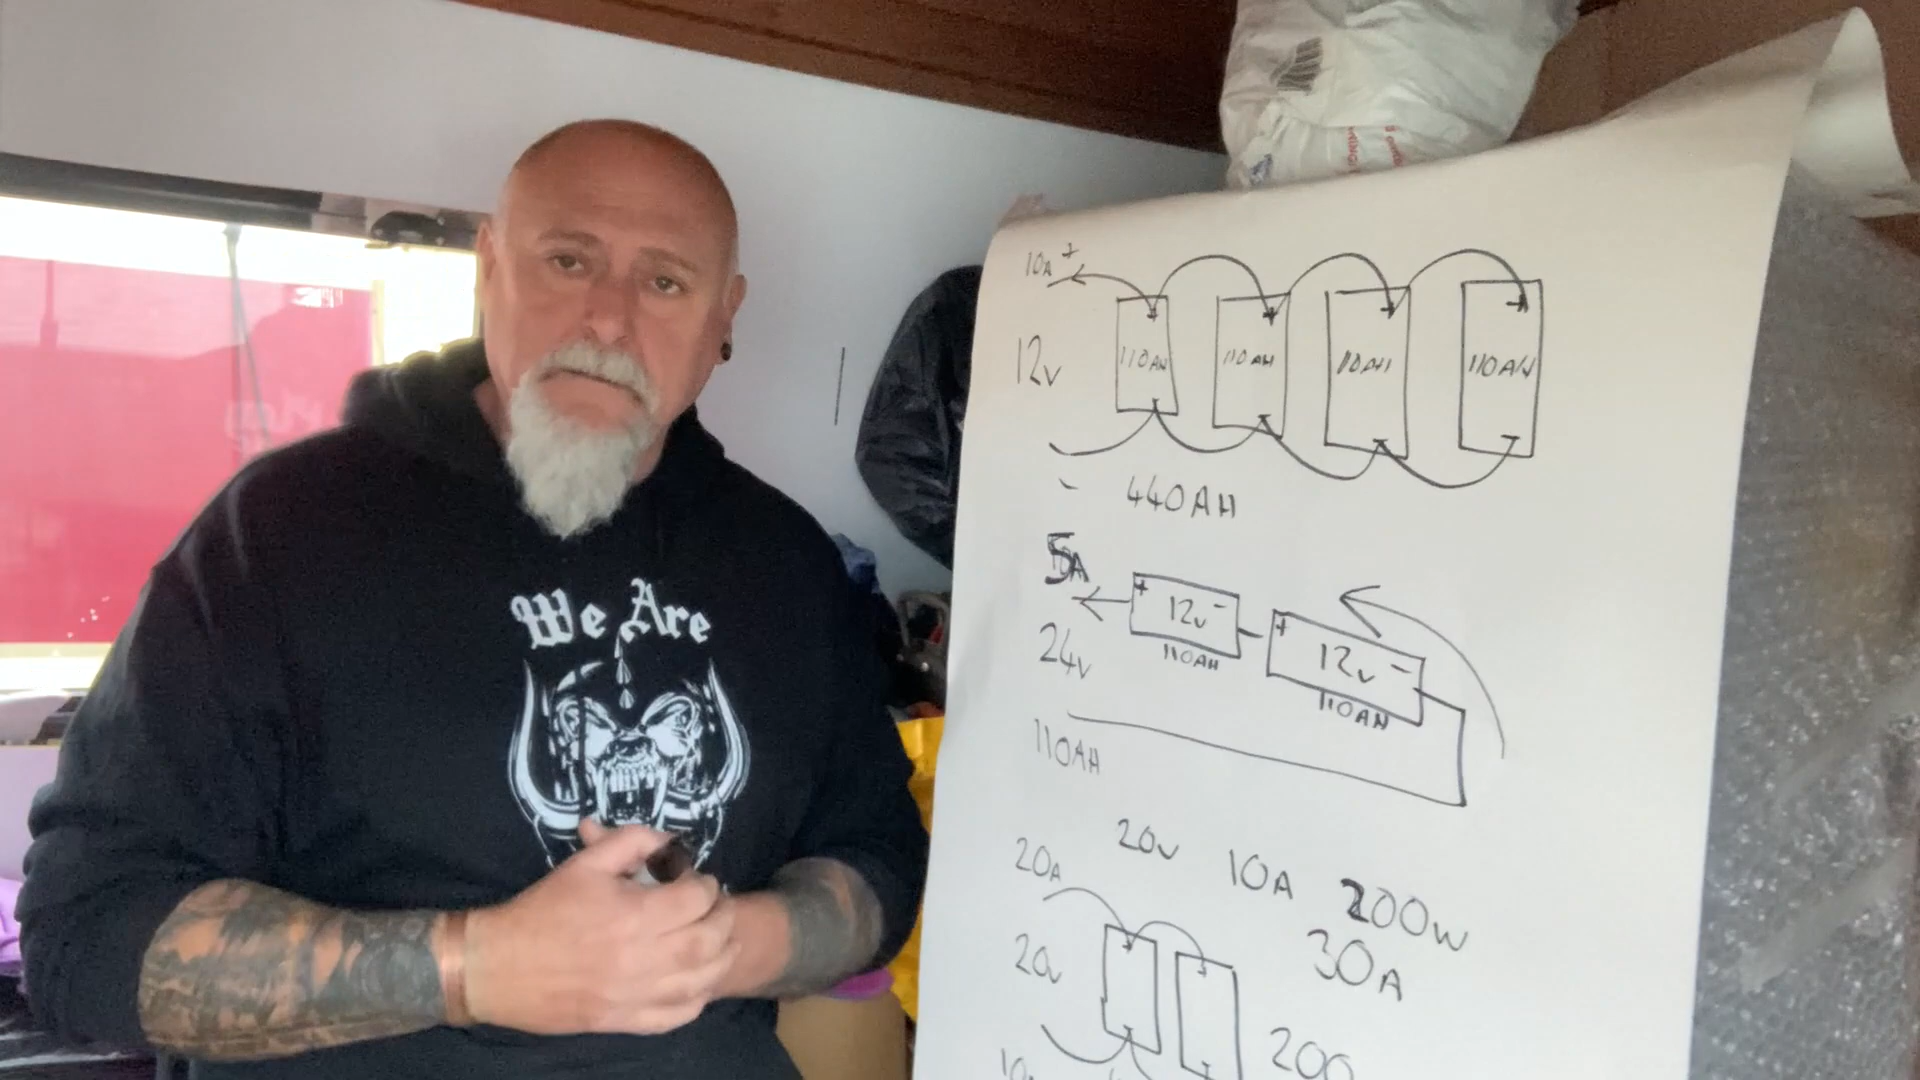 We Are
10A +
12v
110AH 110AH 110AH 110AH
-
440AH
5A
+ 12v -
110AH
+ 12v -
110AH
24v
110AH
20v 10A 200W
30A
20A
20v
200